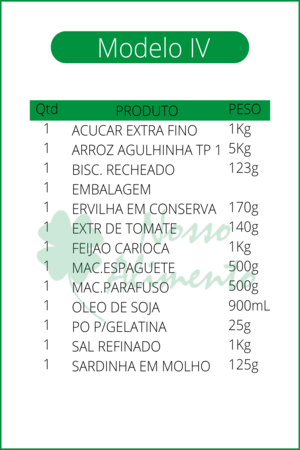 Modelo IV
Qtd PRODUTO PESO
1 ACUCAR EXTRA FINO 1Kg
1 ARROZ AGULHINHA TP 1 5Kg
1 BISC. RECHEADO 123g
1 EMBALAGEM
1 ERVILHA EM CONSERVA 170g
1 EXTR DE TOMATE 140g
1 FEIJAO CARIOCA 1Kg
1 MAC.ESPAGUETE 500g
1 MAC.PARAFUSO 500g
1 OLEO DE SOJA 900mL
1 PO P/GELATINA 25g
1 SAL REFINADO 1Kg
1 SARDINHA EM MOLHO 125g
Nosso
Alimento